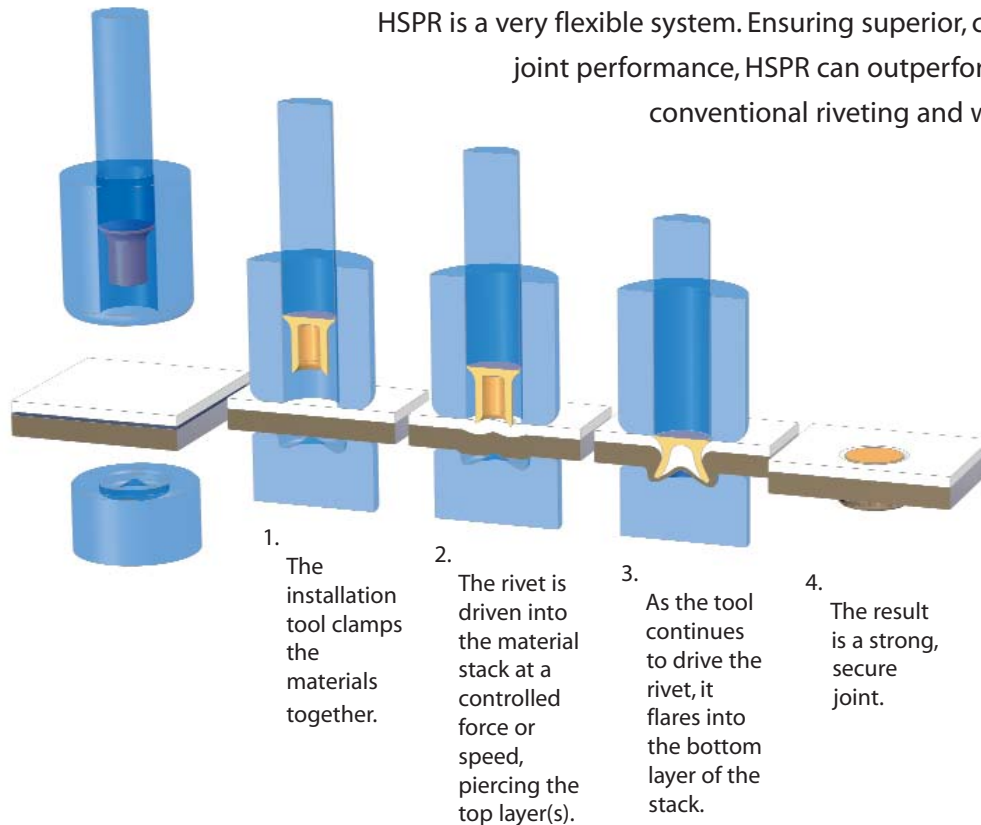 HSPR is a very flexible system. Ensuring superior,
joint performance, HSPR can
conventional riveting and
1.
The
installation
tool clamps
the
materials
together.
2.
The rivet is
driven into
the material
stack at a
controlled
force or
speed,
piercing the
top layer(s).
3.
As the tool
continues
to drive the
rivet, it
flares into
the bottom
layer of the
stack.
4.
The result
is a strong,
secure
joint.